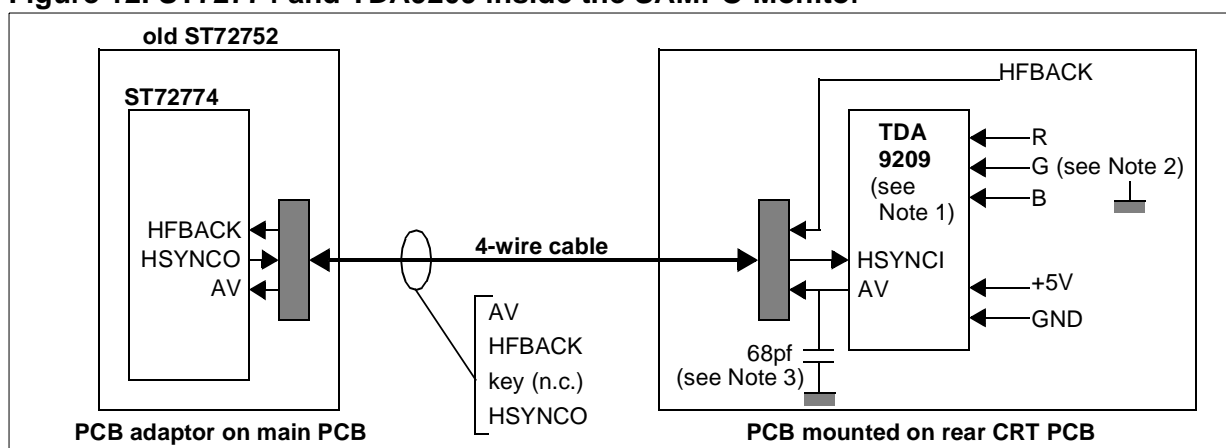 Figure 12. ST72774 and TDA9209 Inside the SAMPO Monitor
old ST72752
ST72774
HFBACK
HSYNCO
AV
4-wire cable
AV
HFBACK
key (n.c.)
HSYNCO
PCB adaptor on main PCB
HFBACK
TDA
9209
(see
Note 1)
R
G (see Note 2)
B
HSYNCI
AV
+5V
GND
68pf
(see Note 3)
PCB mounted on rear CRT PCB